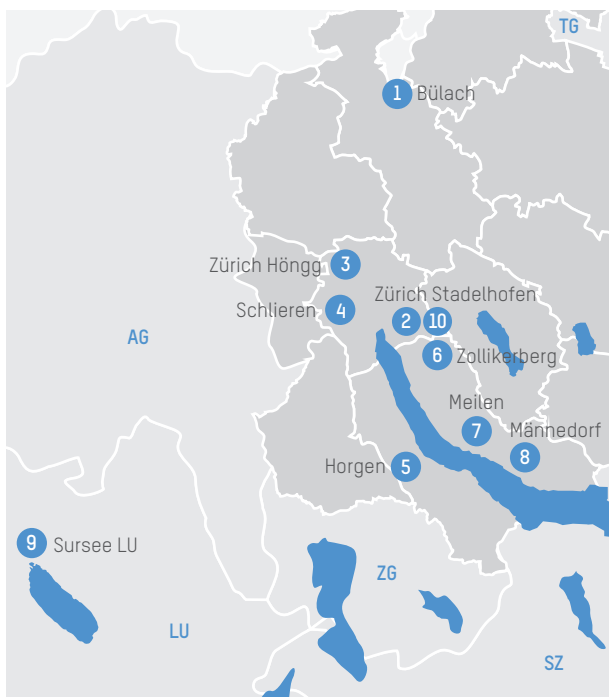 TG
1 Bülach
Zürich Höngg 3
Schlieren 4
Zürich Stadelhofen
2 10
AG
6 Zollikerberg
Meilen
7
Männedorf
8
Horgen 5
9 Sursee LU
ZG
LU
SZ